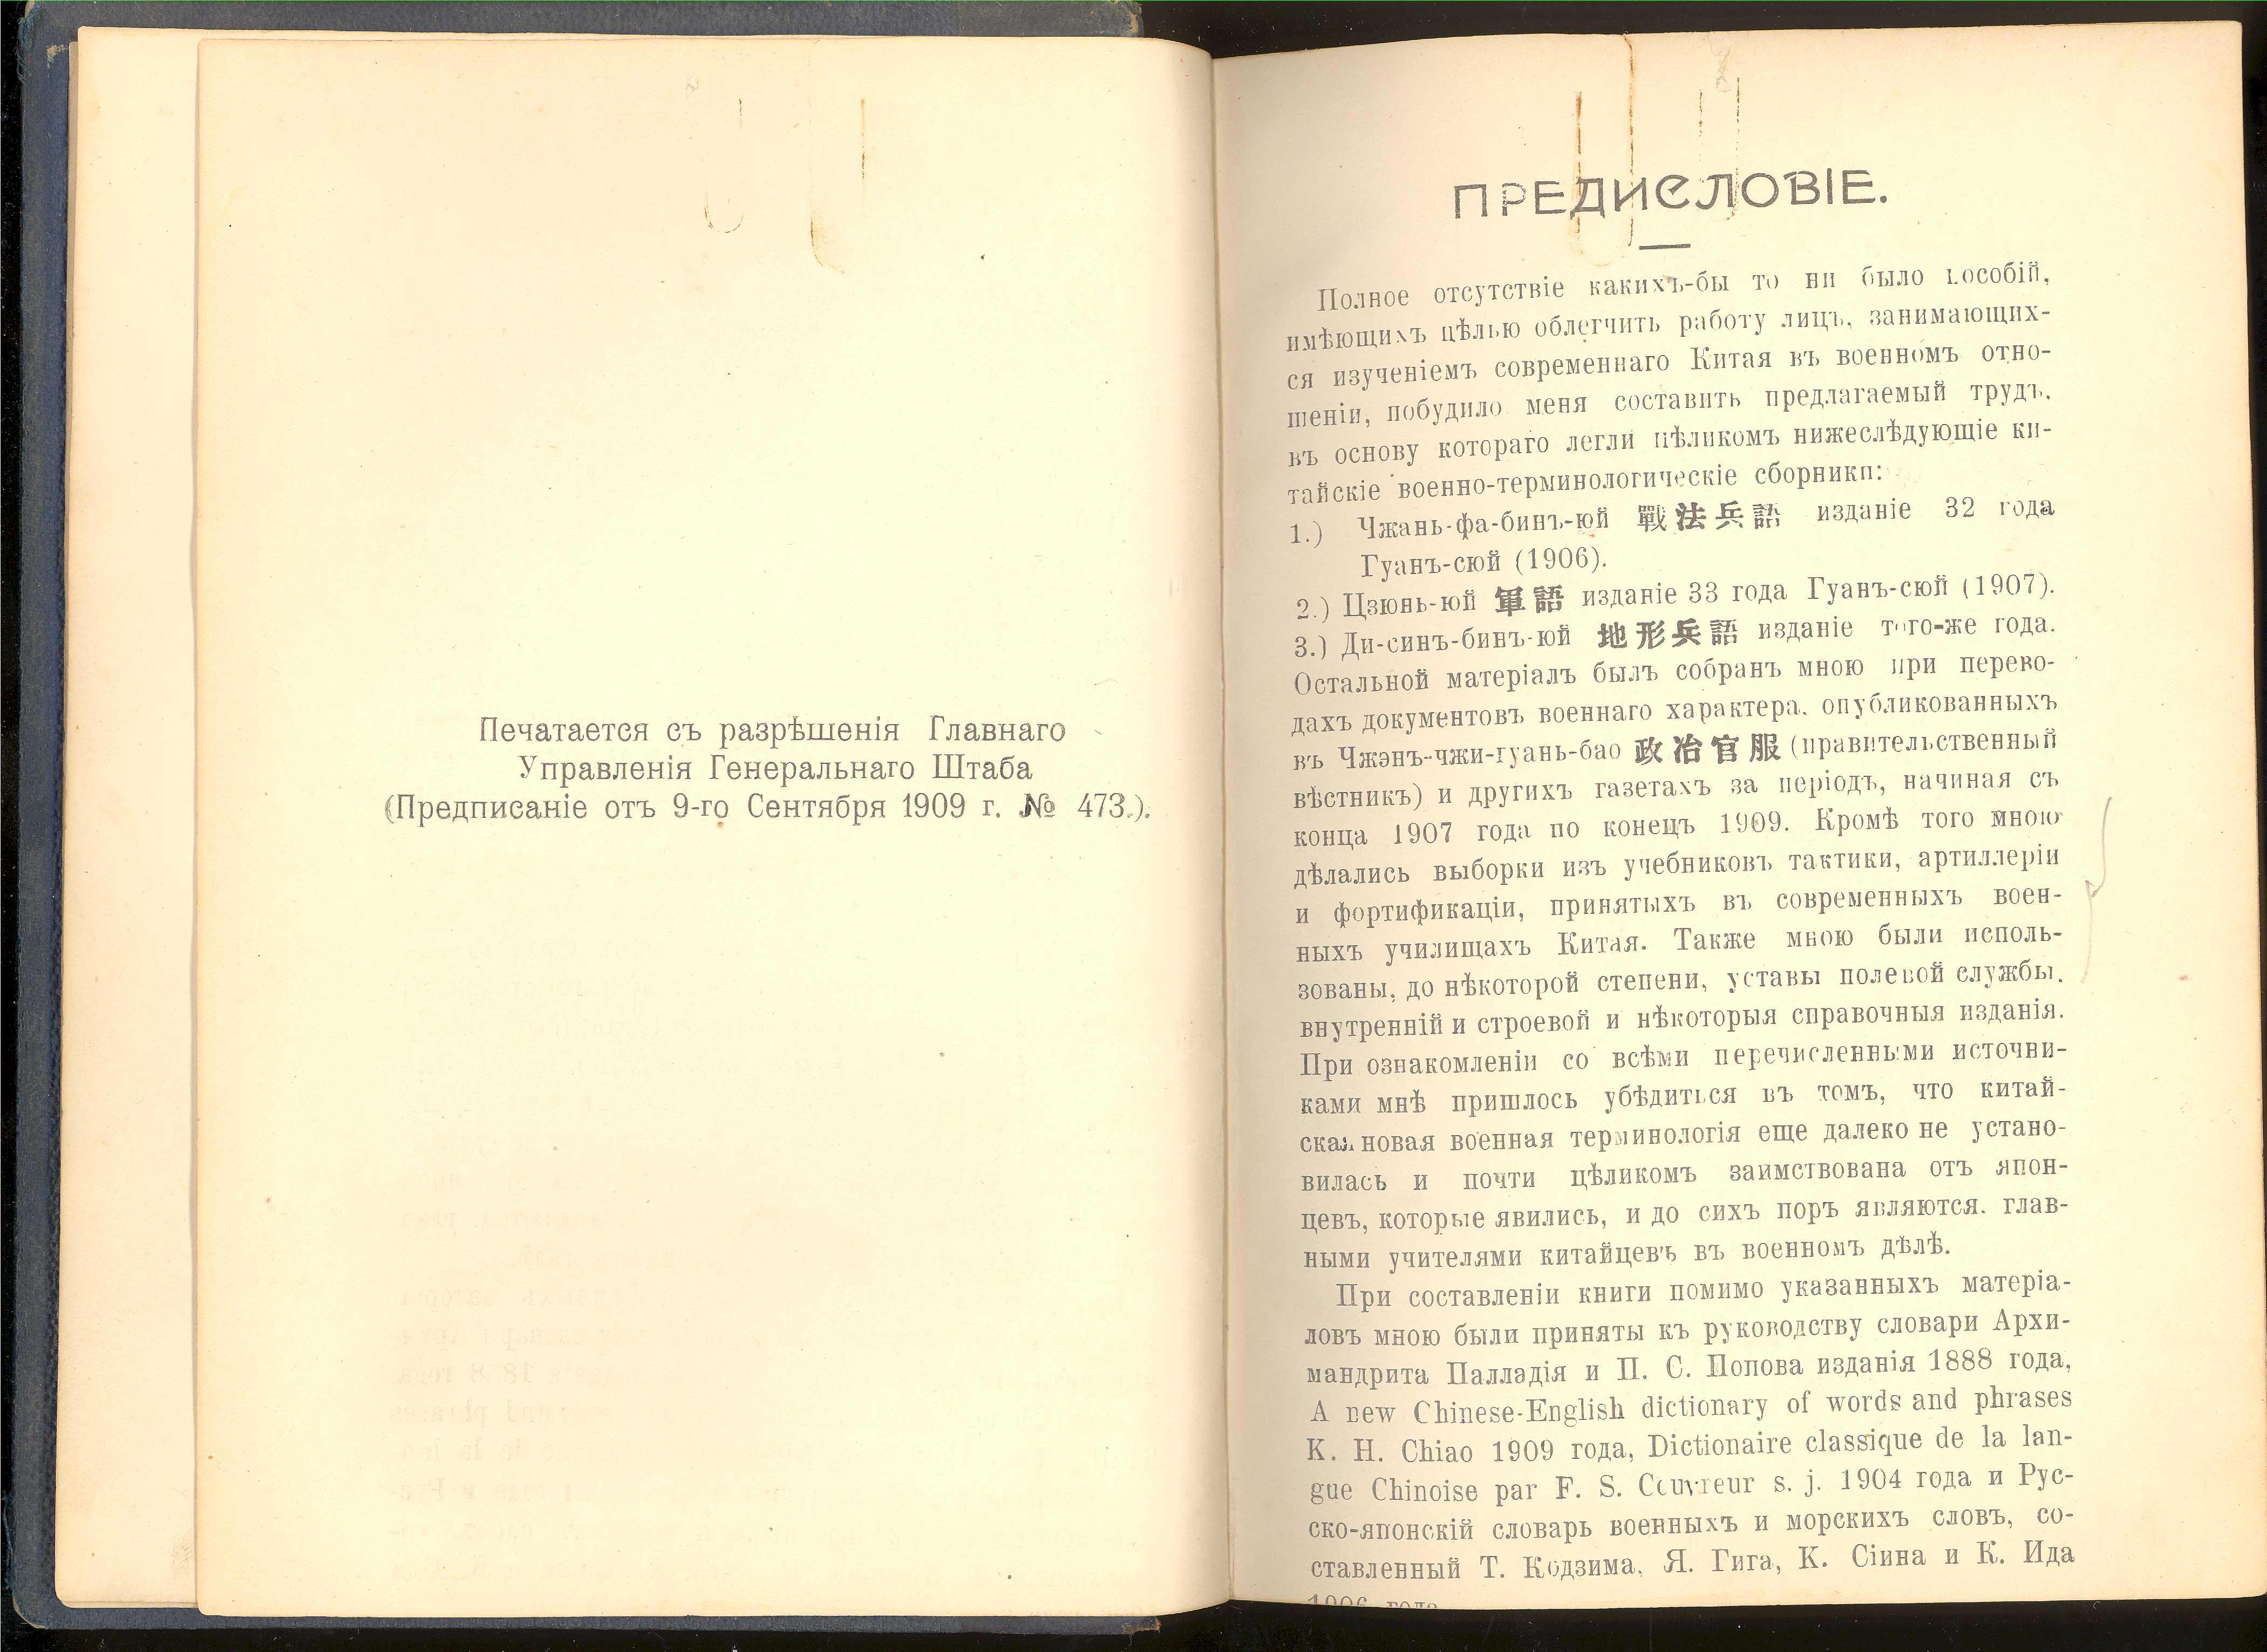 Печатается съ разрѣшенія Главнаго
Управленія Генеральнаго Штаба
(Предписаніе отъ 9-го Сентября 1909 г. № 473.).
ПРЕДИСЛОВІЕ.
Полное отсутствіе какихъ-бы то ни было пособій,
имѣющихъ цѣлью облегчить работу лицъ, занимающих-
ся изученіемъ современнаго Китая въ военномъ отно-
шеніи, побудило меня составить предлагаемый трудъ,
въ основу котораго легли цѣликомъ нижеслѣдующіе ки-
тайскіе военно-терминологическіе сборники:
1.) Чжань-фа-бинъ-юй 戰法兵語 изданіе 32 года
Гуанъ-сюй (1906).
2.) Цзюнь-юй 軍語 изданіе 33 года Гуанъ-сюй (1907).
3.) Ди-синъ-бинъ-юй 地形兵語 изданіе того-же года.
Остальной матеріалъ былъ собранъ мною при перево-
дахъ документовъ военнаго характера, опубликованныхъ
въ Чжэнъ-чжи-гуань-бао 政冶官服 (правительственный
вѣстникъ) и другихъ газетахъ за періодъ, начиная съ
конца 1907 года по конецъ 1909. Кромѣ того мною
дѣлались выборки изъ учебниковъ тактики, артиллеріи
и фортификаціи, принятыхъ въ современныхъ воен-
ныхъ училищахъ Китая. Также мною были исполь-
зованы, до нѣкоторой степени, уставы полевой службы,
внутренній и строевой и нѣкоторыя справочныя изданія.
При ознакомленіи со всѣми перечисленными источни-
ками мнѣ пришлось убѣдиться въ томъ, что китай-
ская новая военная терминологія еще далеко не устано-
вилась и почти цѣликомъ заимствована отъ япон-
цевъ, которые явились, и до сихъ поръ являются. глав-
ными учителями китайцевъ въ военномъ дѣлѣ.
При составленіи книги помимо указанныхъ матеріа-
ловъ мною были приняты къ руководству словари Архи-
мандрита Палладія и П. С. Попова изданія 1888 года,
A new Chinese-English dictionary of words and phrases
K. H. Chiao 1909 года, Dictionaire classique de la lan-
gue Chinoise par F. S. Couvreur s. j. 1904 года и Рус-
ско-японскій словарь военныхъ и морскихъ словъ, со-
ставленный Т. Кодзима, Я. Гига, К. Сіина и К. Ида
1906 года